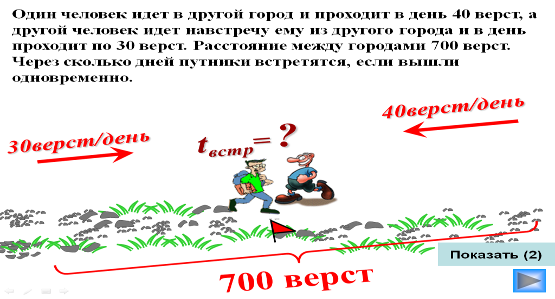 Один человек идет в другой город и проходит в день 40 верст, а
другой человек идет навстречу ему из другого города и в день
проходит по 30 верст. Расстояние между городами 700 верст.
Через сколько дней путники встретятся, если вышли
одновременно.
40верст/день
30верст/день
tвстр= ?
Показать (2)
700 верст